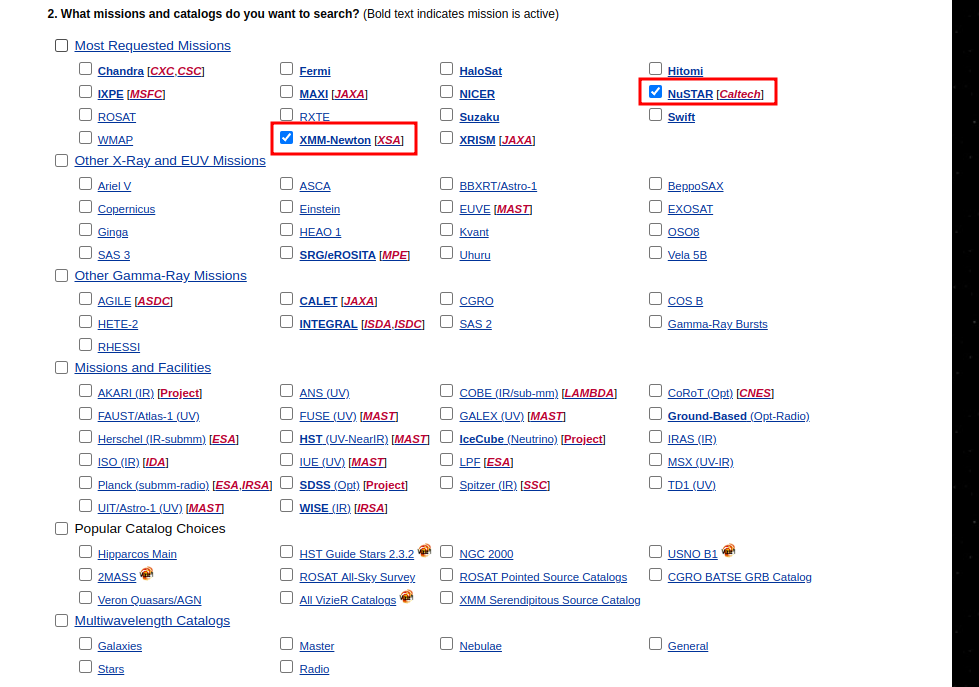 2. What missions and catalogs do you want to search? (Bold text indicates mission is active)
Most Requested Missions
Chandra [CXC,CSC] Fermi HaloSat Hitomi
IXPE [MSFC] MAXI [JAXA] NICER NuSTAR [Caltech]
ROSAT RXTE Suzaku Swift
WMAP XMM-Newton [XSA] XRISM [JAXA]
Other X-Ray and EUV Missions
Ariel V ASCA BBXRT/Astro-1 BeppoSAX
Copernicus Einstein EUVE [MAST] EXOSAT
Ginga HEAO 1 Kvant OSO8
SAS 3 SRG/eROSITA [MPE] Uhuru Vela 5B
Other Gamma-Ray Missions
AGILE [ASDC] CALET [JAXA] CGRO COS B
HETE-2 INTEGRAL [ISDA,ISDC] SAS 2 Gamma-Ray Bursts
RHESSI
Missions and Facilities
AKARI (IR) [Project] ANS (UV) COBE (IR/sub-mm) [LAMBDA] CoRoT (Opt) [CNES]
FAUST/Atlas-1 (UV) FUSE (UV) [MAST] GALEX (UV) [MAST] Ground-Based (Opt-Radio)
Herschel (IR-submm) [ESA] HST (UV-NearIR) [MAST] IceCube (Neutrino) [Project] IRAS (IR)
ISO (IR) [IDA] IUE (UV) [MAST] LPF [ESA] MSX (UV-IR)
Planck (submm-radio) [ESA,IRSA] SDSS (Opt) [Project] Spitzer (IR) [SSC] TD1 (UV)
UIT/Astro-1 (UV) [MAST] WISE (IR) [IRSA]
Popular Catalog Choices
Hipparcos Main HST Guide Stars 2.3.2 NGC 2000 USNO B1
2MASS ROSAT All-Sky Survey ROSAT Pointed Source Catalogs CGRO BATSE GRB Catalog
Veron Quasars/AGN All VizieR Catalogs XMM Serendipitous Source Catalog
Multiwavelength Catalogs
Galaxies Master Nebulae General
Stars Radio